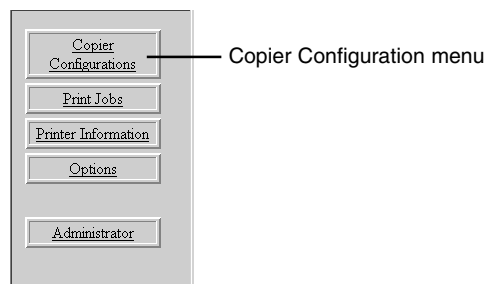 Copier
Configurations
Copier Configuration menu
Print Jobs
Printer Information
Options
Administrator